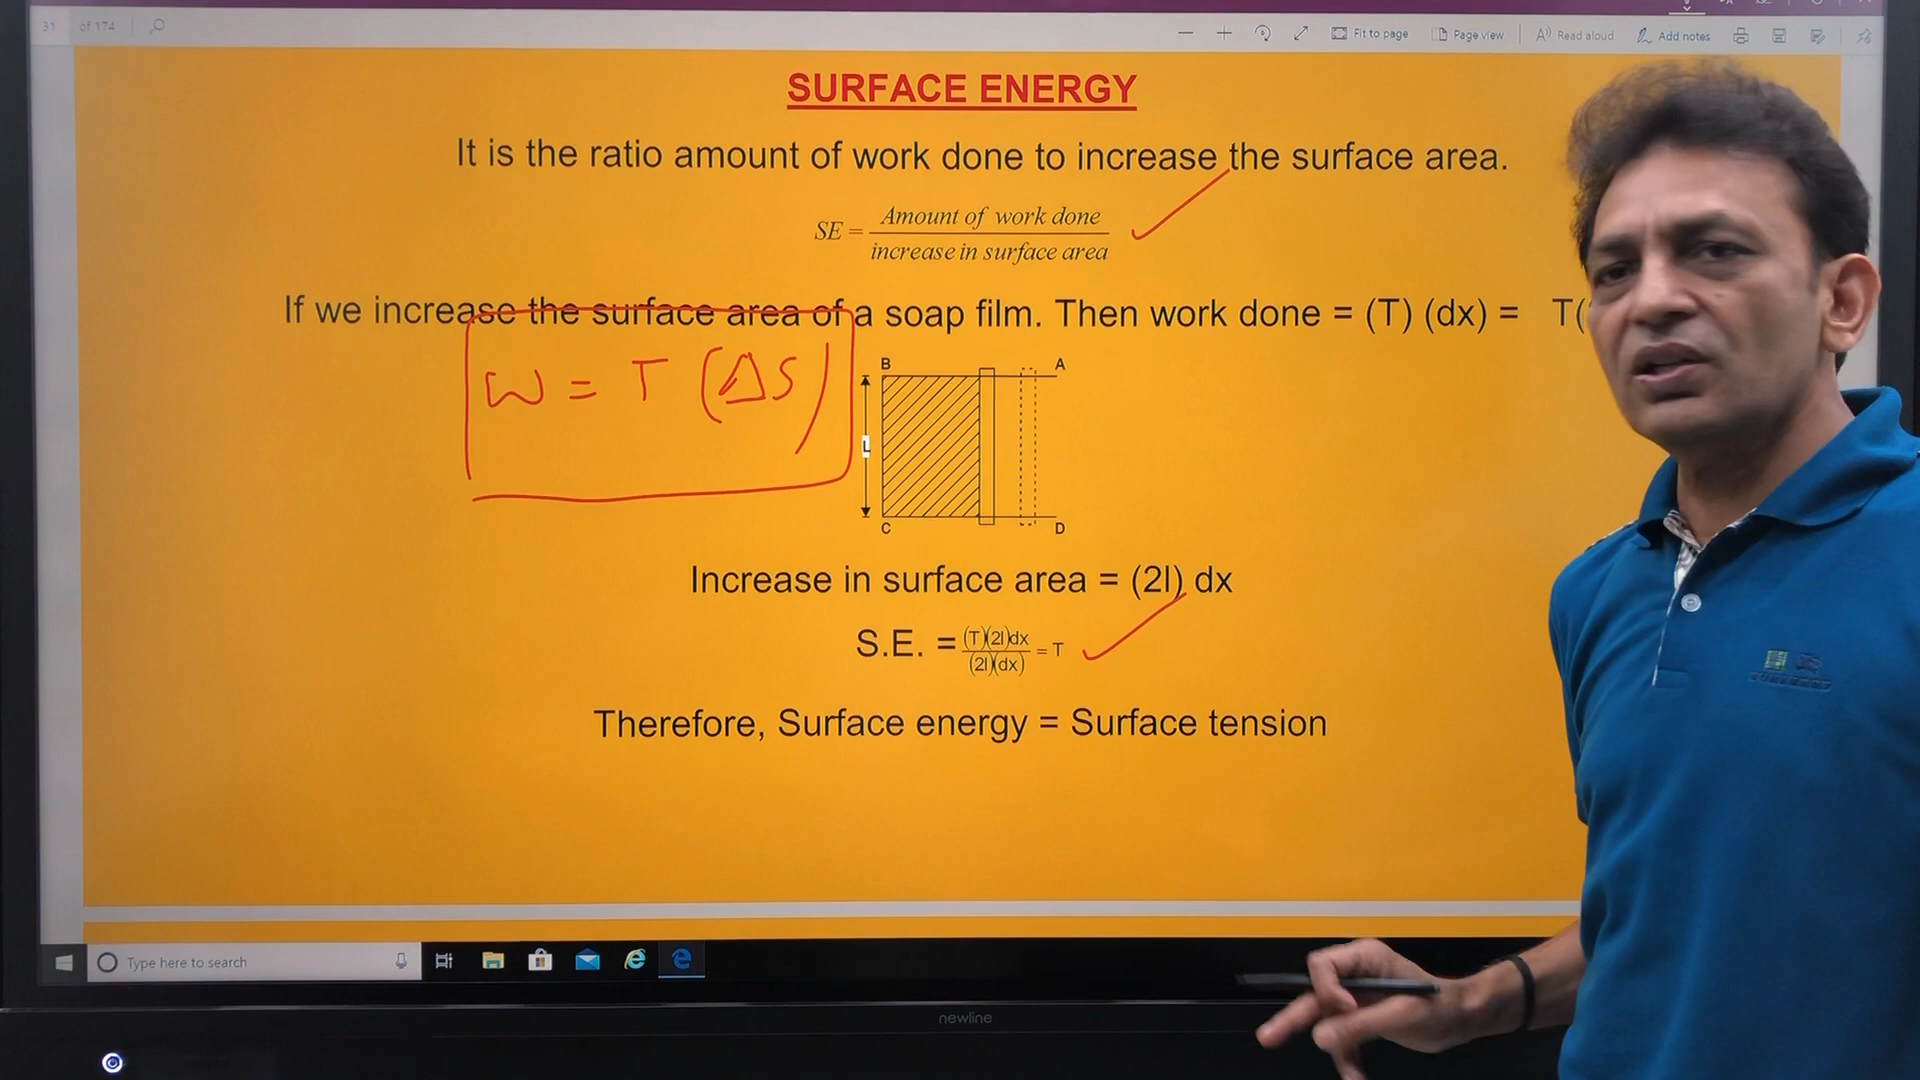 31 of 174 Fit to page Page view Read aloud Add notes
SURFACE ENERGY
It is the ratio amount of work done to increase the surface area.
SE = Amount of work done
increase in surface area
If we increase the surface area of a soap film. Then work done = (T) (dx) = T(
W = T (ΔS)
B A
L
C D
Increase in surface area = (2l) dx
S.E. = (T)(2l)dx = T
(2l)(dx)
Therefore, Surface energy = Surface tension
Type here to search
newline